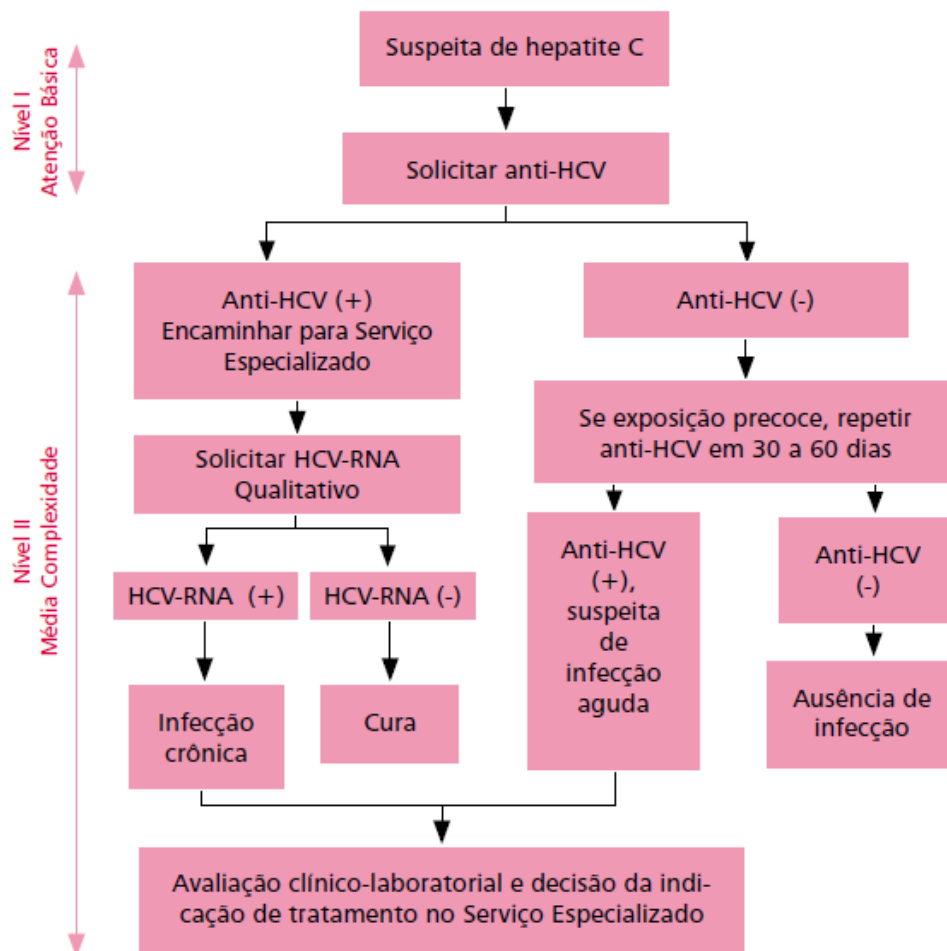 Suspeita de hepatite C
Nível I
Atenção Básica
Solicitar anti-HCV
Anti-HCV (+)
Encaminhar para Serviço
Especializado
Anti-HCV (-)
Nível II
Média Complexidade
Se exposição precoce, repetir
anti-HCV em 30 a 60 dias
Solicitar HCV-RNA
Qualitativo
HCV-RNA (+)
HCV-RNA (-)
Anti-HCV
(+),
suspeita
de
infecção
aguda
Anti-HCV
(-)
Infecção
crônica
Cura
Ausência de
infecção
Avaliação clínico-laboratorial e decisão da indi-
cação de tratamento no Serviço Especializado